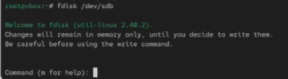 root@vbox:~# fdisk /dev/sdb
Welcome to fdisk (util-linux 2.40.2).
Changes will remain in memory only, until you decide to write them.
Be careful before using the write command.
Command (m for help):